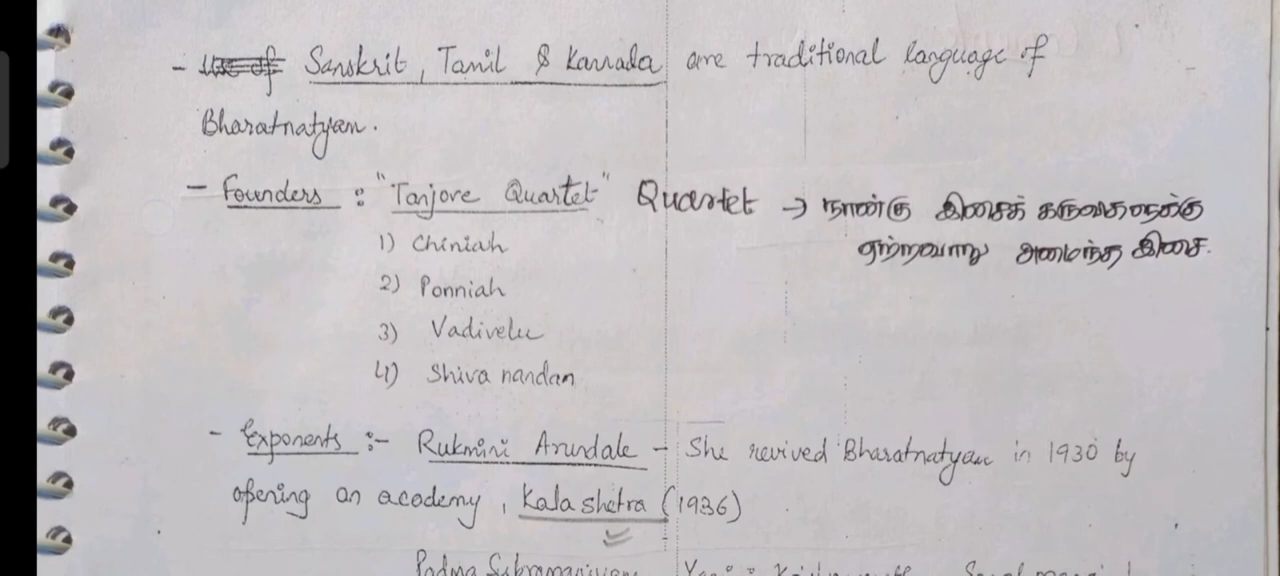 - Sanskrit, Tamil & Kannada are traditional language of
Bharatnatyam.
- Founders : "Tanjore Quartet" Quartet → நான்கு இசைக் கருவிகளுக்கு
ஏற்றவாறு அமைந்த இசை.
1) Chiniah
2) Ponniah
3) Vadivelu
4) Shiva nandan
- Exponents :- Rukmini Arundale - She revived Bharatnatyam in 1930 by
opening an academy, Kalashetra (1936)
Padma Subramaniyam